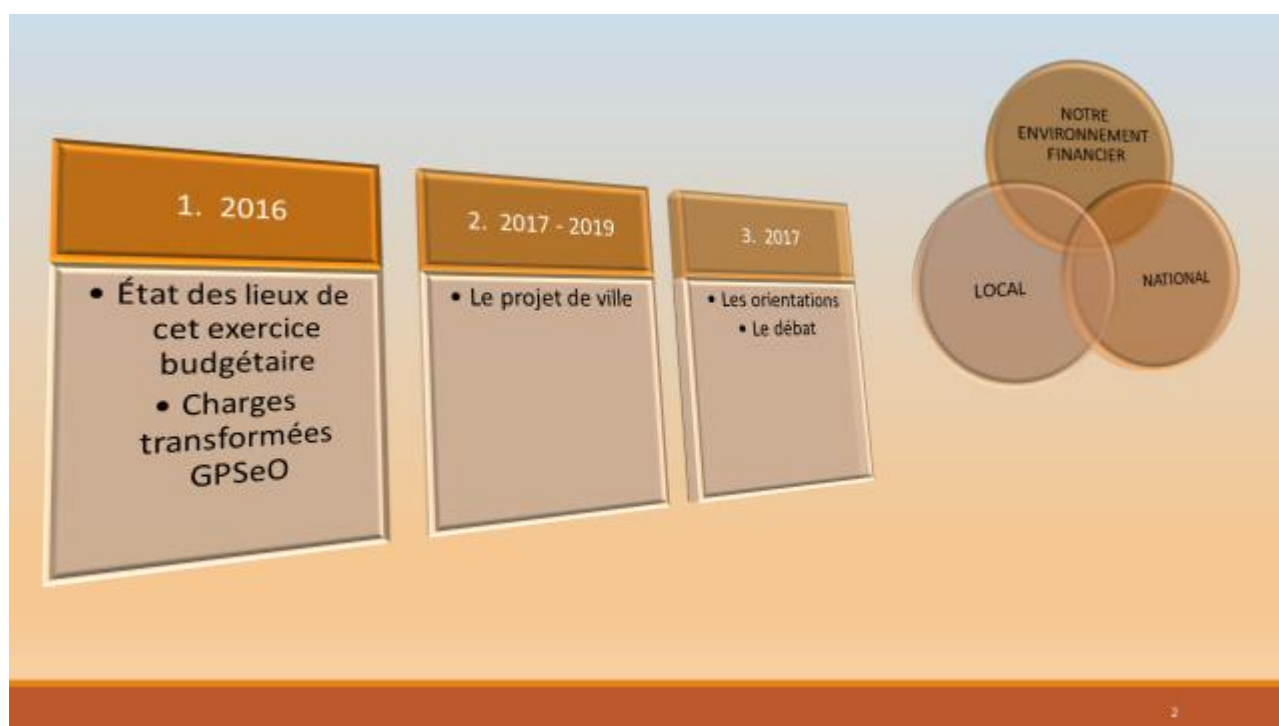 1. 2016
• État des lieux de
cet exercice
budgétaire
• Charges
transformées
GPSeO
2. 2017 - 2019
• Le projet de ville
3. 2017
• Les orientations
• Le débat
NOTRE
ENVIRONNEMENT
FINANCIER
LOCAL
NATIONAL
2